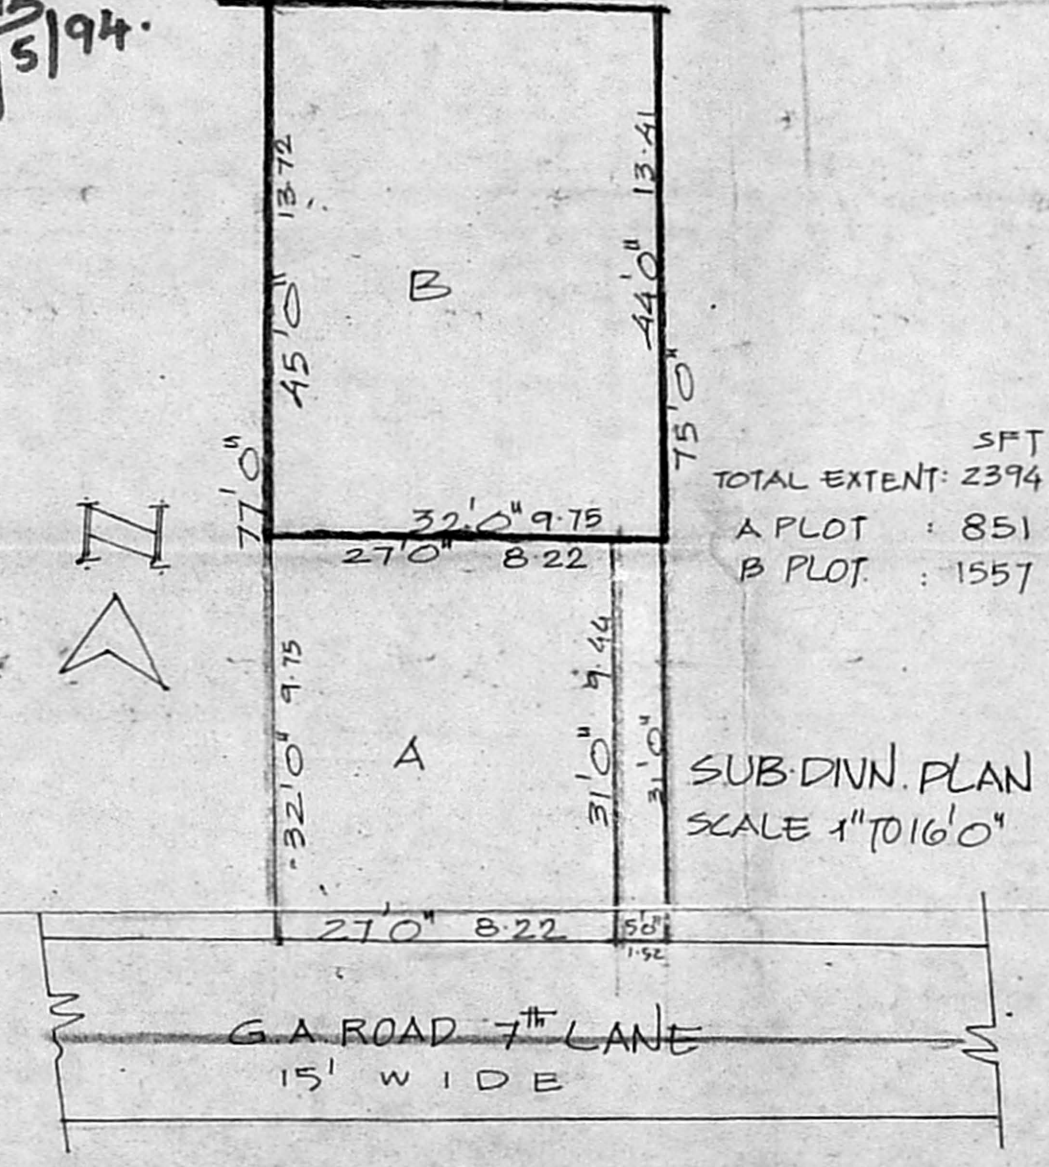 5/94.
13.72
45'0"
13.41
44'0"
B
77'0"
75'0"
SFT
TOTAL EXTENT: 2394
A PLOT : 851
B PLOT. : 1557
32'0" 9.75
27'0" 8.22
N
32'0" 9.75
A
31'0" 9.44
31'0"
SUB.DIVN. PLAN
SCALE 1" TO 16'0"
27'0" 8.22
5'0"
1.52
G.A ROAD 7th LANE
15' WIDE